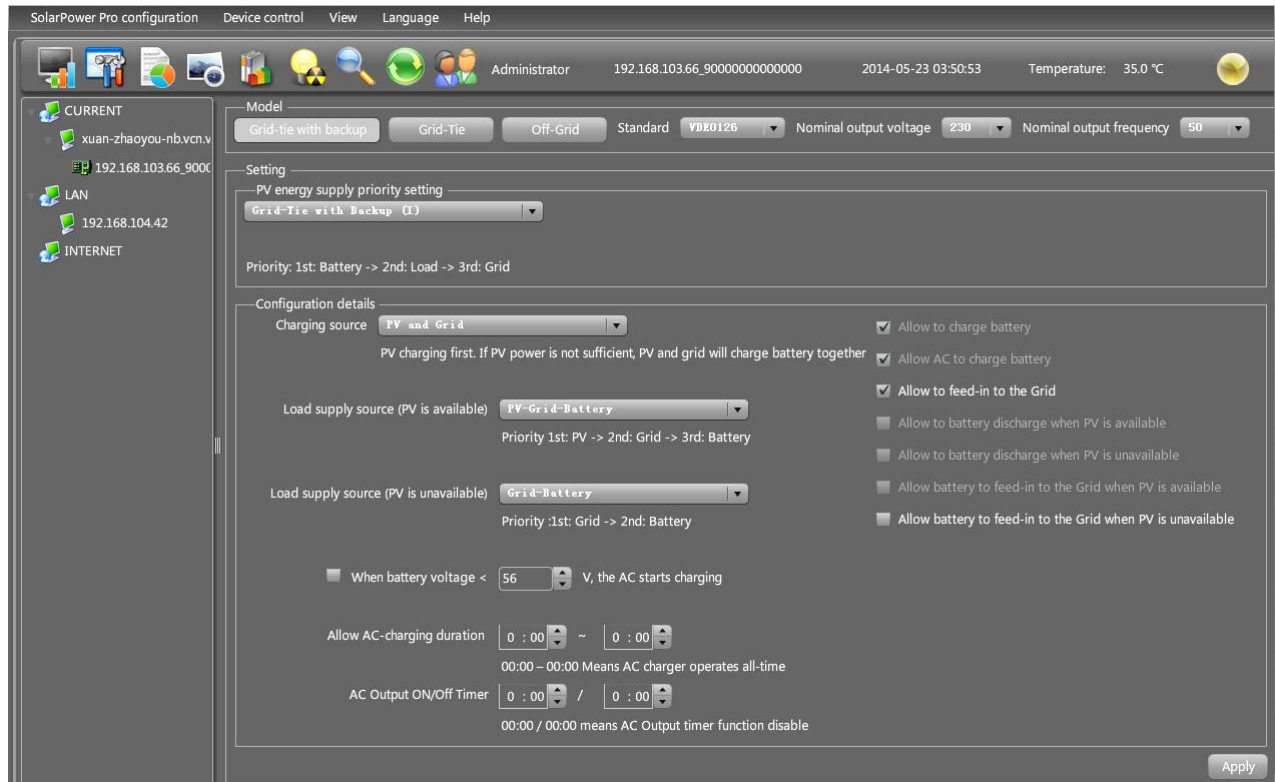 SolarPower Pro configuration Device control View Language Help
Administrator 192.168.103.66_90000000000000 2014-05-23 03:50:53 Temperature: 35.0 ℃
CURRENT
xuan-zhaoyou-nb.vcn.v
192.168.103.66_900(
LAN
192.168.104.42
INTERNET
Model
Grid-tie with backup Grid-Tie Off-Grid Standard VDE0126 Nominal output voltage 230 Nominal output frequency 50
Setting
PV energy supply priority setting
Grid-Tie with Backup (I)
Priority: 1st: Battery -> 2nd: Load -> 3rd: Grid
Configuration details
Charging source PV and Grid
PV charging first. If PV power is not sufficient, PV and grid will charge battery together
Load supply source (PV is available) PV-Grid-Battery
Priority 1st: PV -> 2nd: Grid -> 3rd: Battery
Load supply source (PV is unavailable) Grid-Battery
Priority :1st: Grid -> 2nd: Battery
When battery voltage < 56 V, the AC starts charging
Allow AC-charging duration 0 : 00 ~ 0 : 00
00:00 – 00:00 Means AC charger operates all-time
AC Output ON/Off Timer 0 : 00 / 0 : 00
00:00 / 00:00 means AC Output timer function disable
Allow to charge battery
Allow AC to charge battery
Allow to feed-in to the Grid
Allow to battery discharge when PV is available
Allow to battery discharge when PV is unavailable
Allow battery to feed-in to the Grid when PV is available
Allow battery to feed-in to the Grid when PV is unavailable
Apply